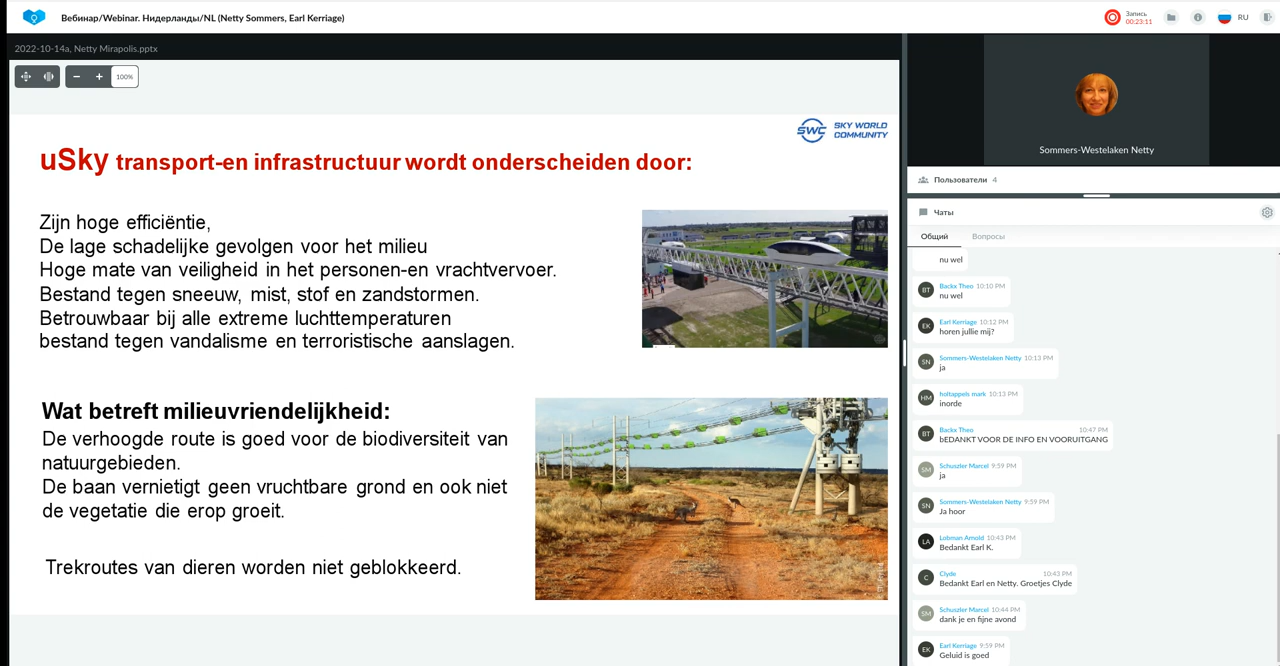 Вебинар/Webinar. Нидерланды/NL (Netty Sommers, Earl Kerriage)
Запись
00:23:11
RU
2022-10-14a, Netty Mirapolis.pptx
100%
SWC SKY WORLD
COMMUNITY
uSky transport-en infrastructuur wordt onderscheiden door:
Zijn hoge efficiëntie,
De lage schadelijke gevolgen voor het milieu
Hoge mate van veiligheid in het personen-en vrachtvervoer.
Bestand tegen sneeuw, mist, stof en zandstormen.
Betrouwbaar bij alle extreme luchttemperaturen
bestand tegen vandalisme en terroristische aanslagen.
Wat betreft milieuvriendelijkheid:
De verhoogde route is goed voor de biodiversiteit van
natuurgebieden.
De baan vernietigt geen vruchtbare grond en ook niet
de vegetatie die erop groeit.
Trekroutes van dieren worden niet geblokkeerd.
Sommers-Westelaken Netty
Пользователи 4
Чаты
Общий Вопросы
nu wel
BT Backx Theo 10:10 PM
nu wel
EK Earl Kerriage 10:12 PM
horen jullie mij?
SN Sommers-Westelaken Netty 10:13 PM
ja
HM holtappels mark 10:13 PM
inorde
BT Backx Theo 10:47 PM
bEDANKT VOOR DE INFO EN VOORUITGANG
SM Schuszler Marcel 9:59 PM
ja
SN Sommers-Westelaken Netty 9:59 PM
Ja hoor
LA Lobman Arnold 10:43 PM
Bedankt Earl K.
C Clyde 10:43 PM
Bedankt Earl en Netty. Groetjes Clyde
SM Schuszler Marcel 10:44 PM
dank je en fijne avond
EK Earl Kerriage 9:59 PM
Geluid is goed